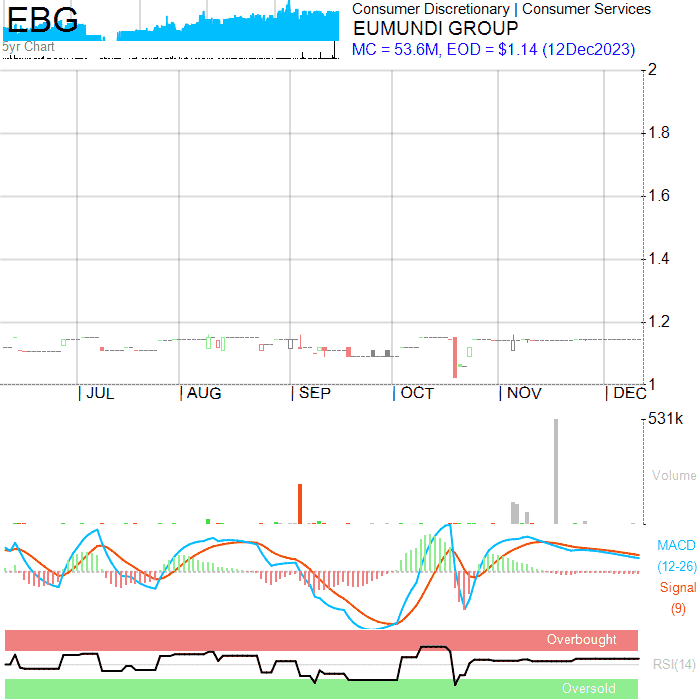 EBG
5yr Chart
Consumer Discretionary | Consumer Services
EUMUNDI GROUP
MC = 53.6M, EOD = $1.14 (12Dec2023)
2
1.8
1.6
1.4
1.2
1
| JUL | AUG | SEP | OCT | NOV | DEC
531k
Volume
MACD
(12-26)
Signal
(9)
Overbought
RSI(14)
Oversold